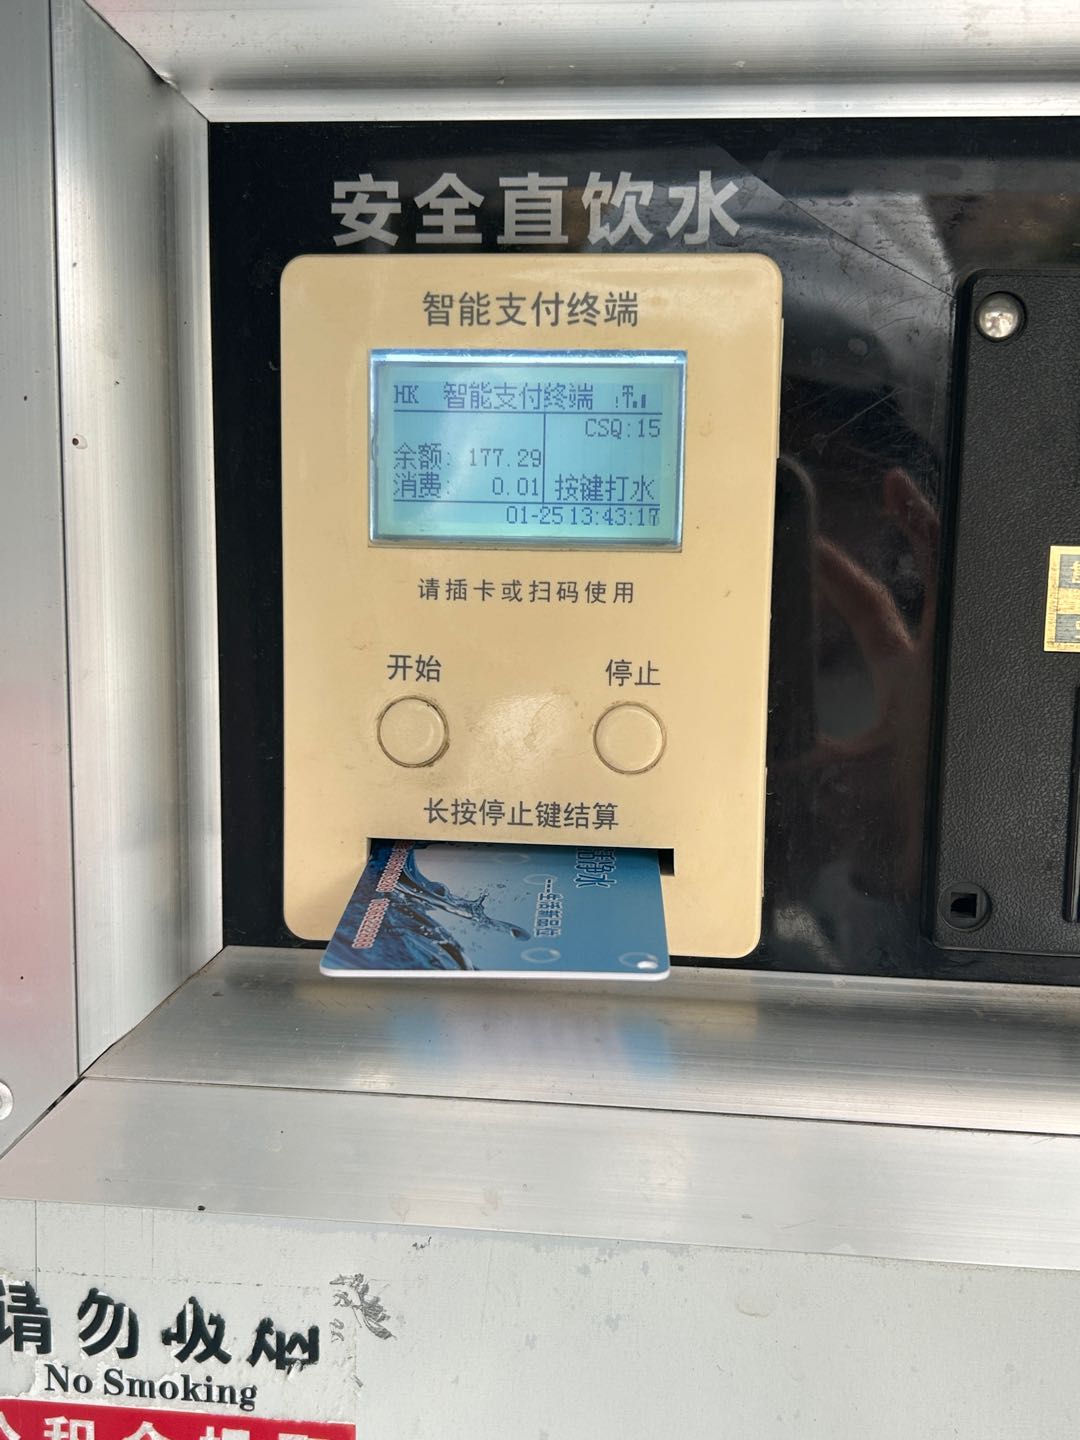 安全直饮水
智能支付终端
HK 智能支付终端
CSQ:15
余额: 177.29
消费: 0.01 按键打水
01-25 13:43:17
请插卡或扫码使用
开始 停止
长按停止键结算
请勿吸烟
No Smoking